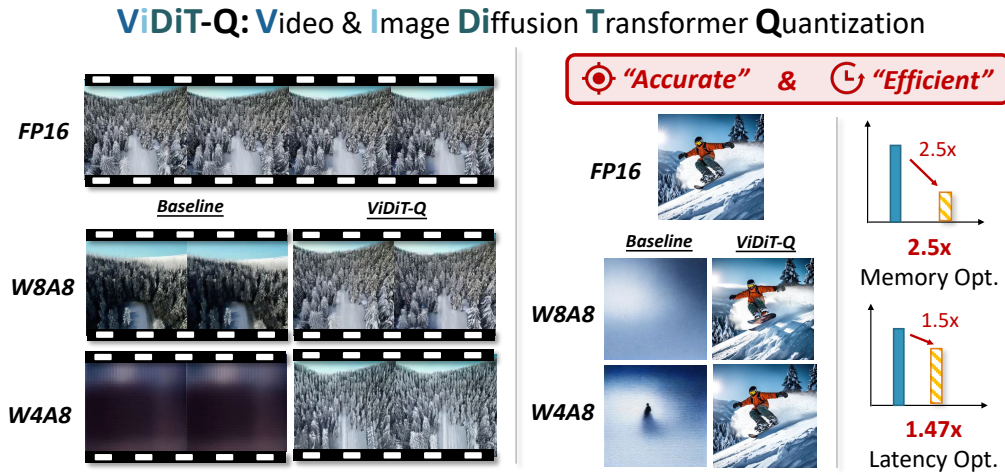 ViDiT-Q: Video & Image Diffusion Transformer Quantization
"Accurate" & "Efficient"
FP16
Baseline
ViDiT-Q
W8A8
W4A8
FP16
Baseline
ViDiT-Q
W8A8
W4A8
2.5x
2.5x
Memory Opt.
1.5x
1.47x
Latency Opt.